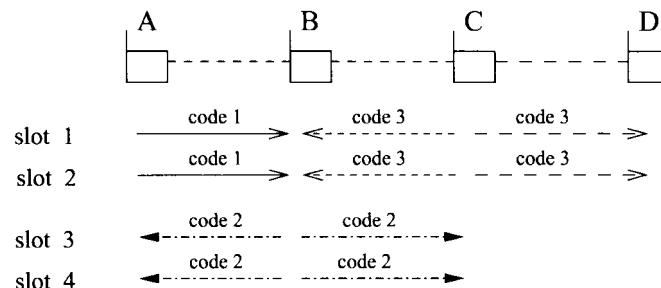 A B C D
code 1 code 3 code 3
slot 1
code 1 code 3 code 3
slot 2
code 2 code 2
slot 3
code 2 code 2
slot 4